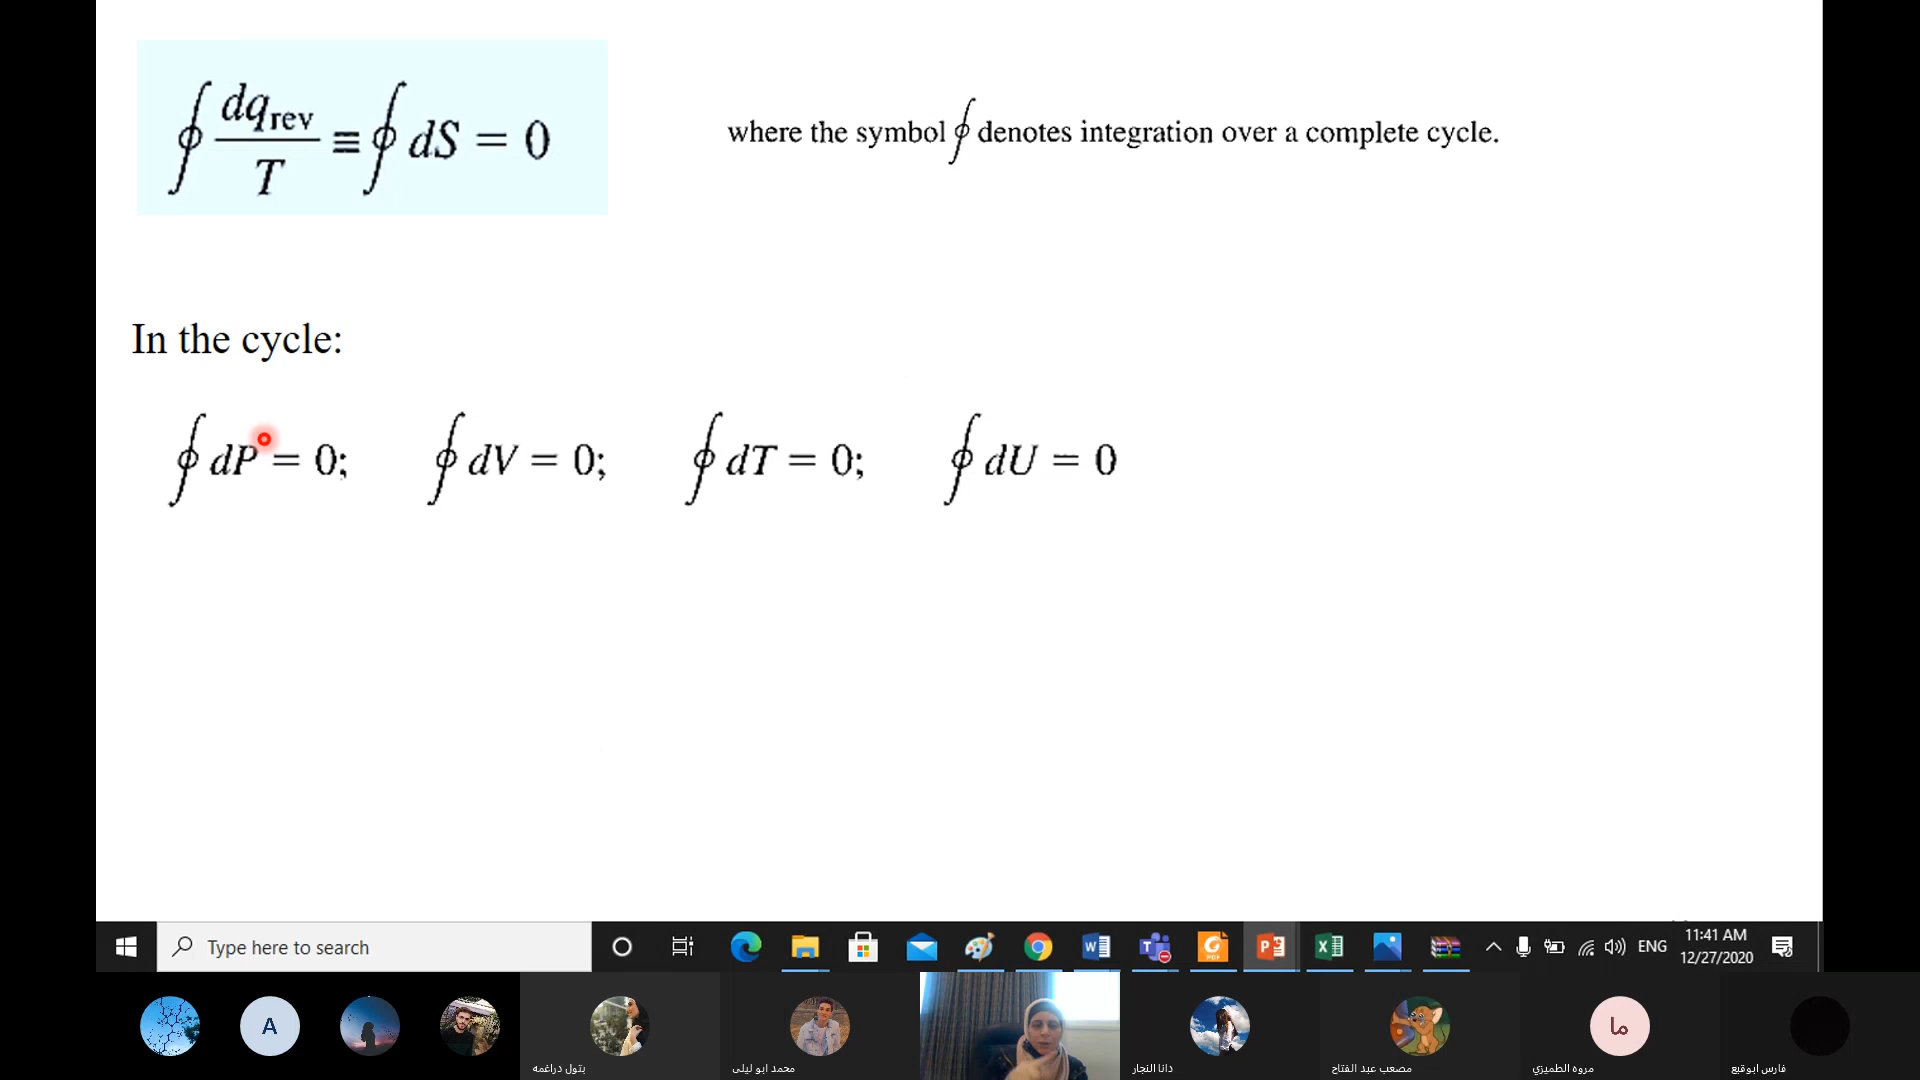 ∮ dq_rev / T ≡ ∮ dS = 0
where the symbol ∮ denotes integration over a complete cycle.
In the cycle:
∮ dP = 0; ∮ dV = 0; ∮ dT = 0; ∮ dU = 0
Type here to search
ENG
11:41 AM
12/27/2020
A
ما
بتول دراغمه
محمد ابو ليلى
دانا النجار
مصعب عبد الفتاح
مروه الطميزي
فارس ابوقبع